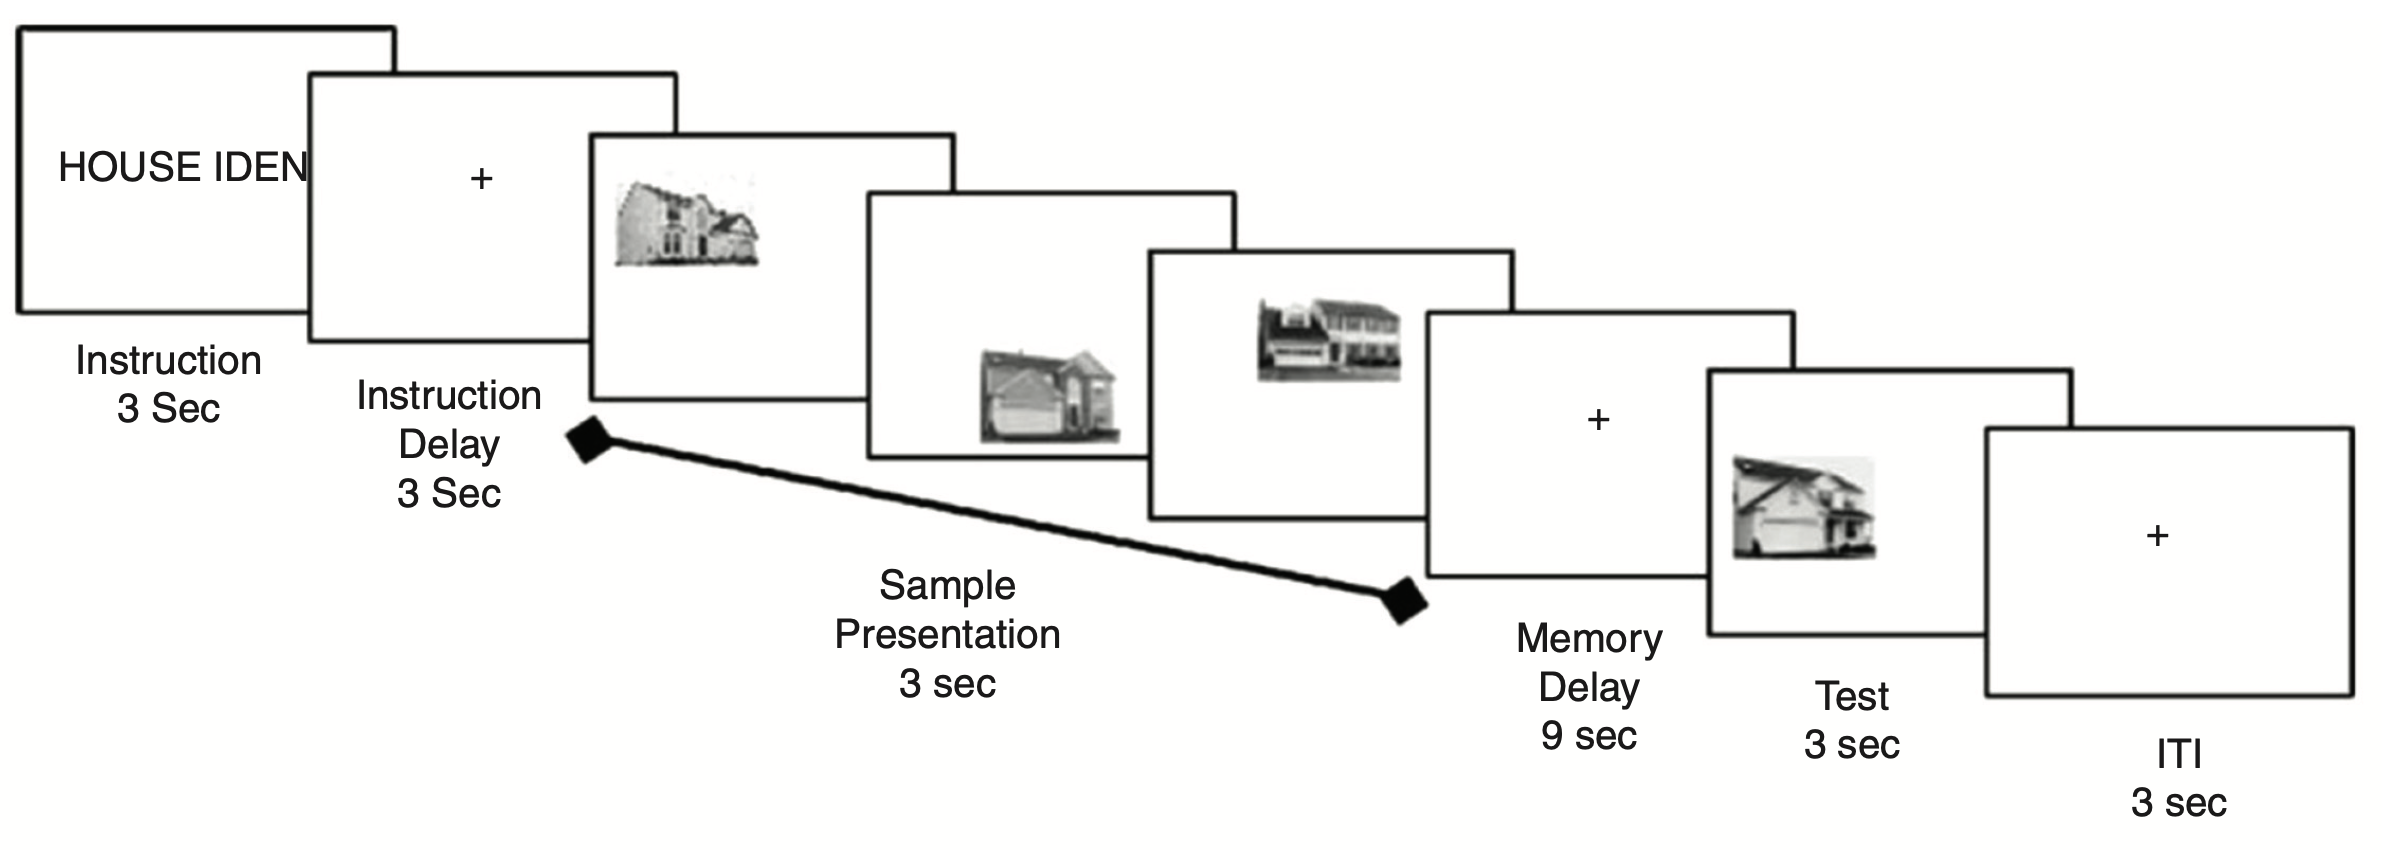 HOUSE IDEN
+
+
+
Instruction
3 Sec
Instruction
Delay
3 Sec
Sample
Presentation
3 sec
Memory
Delay
9 sec
Test
3 sec
ITI
3 sec